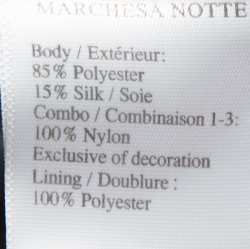 MARCHESA NOTTE
Body / Extérieur:
85% Polyester
15% Silk / Soie
Combo / Combinaison 1-3:
100% Nylon
Exclusive of decoration
Lining / Doublure :
100% Polyester